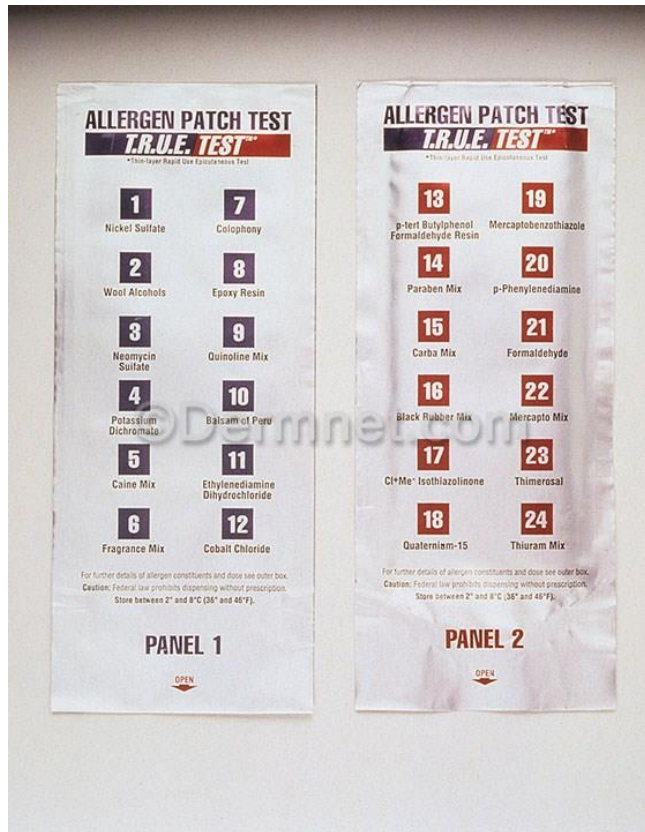 ALLERGEN PATCH TEST
T.R.U.E. TEST™*
*Thin-layer Rapid Use Epicutaneous Test
1
Nickel Sulfate
7
Colophony
2
Wool Alcohols
8
Epoxy Resin
3
Neomycin
Sulfate
9
Quinoline Mix
4
Potassium
Dichromate
10
Balsam of Peru
5
Caine Mix
11
Ethylenediamine
Dihydrochloride
6
Fragrance Mix
12
Cobalt Chloride
For further details of allergen constituents and dose see outer box.
Caution: Federal law prohibits dispensing without prescription.
Store between 2° and 8°C (36° and 46°F).
PANEL 1
OPEN
ALLERGEN PATCH TEST
T.R.U.E. TEST™*
*Thin-layer Rapid Use Epicutaneous Test
13
p-tert Butylphenol
Formaldehyde Resin
19
Mercaptobenzothiazole
14
Paraben Mix
20
p-Phenylenediamine
15
Carba Mix
21
Formaldehyde
16
Black Rubber Mix
22
Mercapto Mix
17
Cl+Me- Isothiazolinone
23
Thimerosal
18
Quaternium-15
24
Thiuram Mix
For further details of allergen constituents and dose see outer box.
Caution: Federal law prohibits dispensing without prescription.
Store between 2° and 8°C (36° and 46°F).
PANEL 2
OPEN
©Dermnet.com